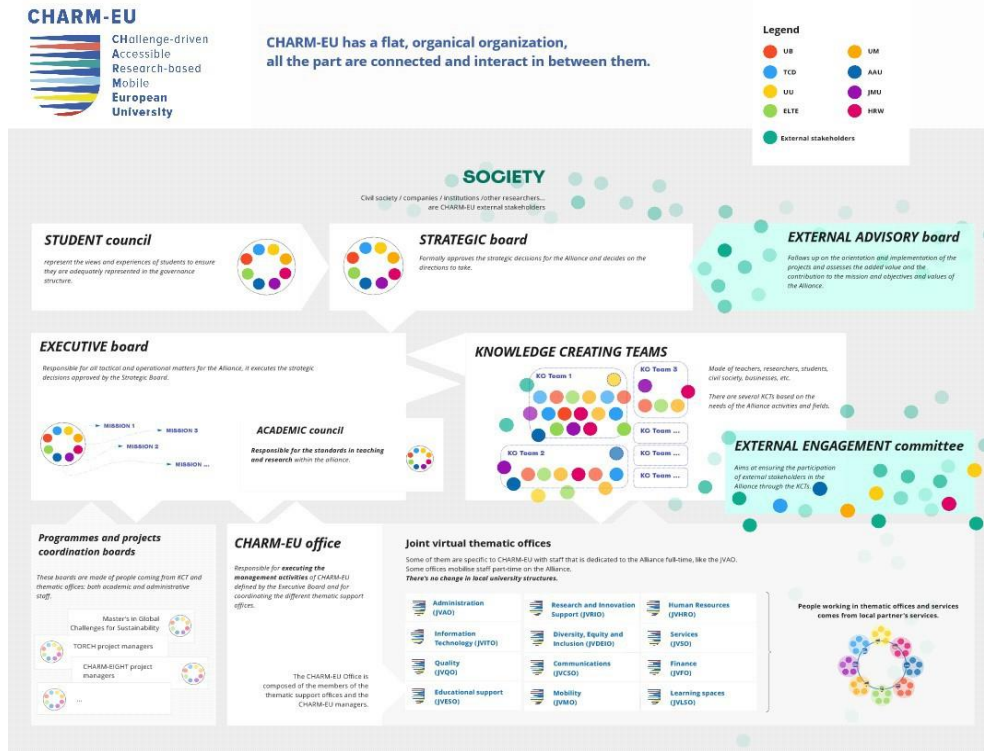 CHARM-EU
CHallenge-driven
Accessible
Research-based
Mobile
European
University
CHARM-EU has a flat, organical organization,
all the part are connected and interact in between them.
Legend
UB
UM
TCD
AAU
UU
JMU
ELTE
HRW
External stakeholders
SOCIETY
Civil society / companies / institutions /other researchers...
are CHARM-EU external stakeholders
STUDENT council
represent the views and experiences of students to ensure
they are adequately represented in the governance
structure.
STRATEGIC board
Formally approves the strategic decisions for the Alliance and decides on the
directions to take.
EXTERNAL ADVISORY board
Follows up on the orientation and implementation of the
projects and assesses the added value and the
contribution to the mission and objectives and values of
the Alliance.
EXECUTIVE board
Responsible for all tactical and operational matters for the Alliance, it executes the strategic
decisions approved by the Strategic Board.
MISSION 1
MISSION 3
MISSION 2
MISSION ...
ACADEMIC council
Responsible for the standards in teaching
and research within the alliance.
KNOWLEDGE CREATING TEAMS
KC Team 1
KC Team 3
KC Team ...
KC Team 2
KC Team ...
KC Team ...
Made of teachers, researchers, students,
civil society, businesses, etc.
There are several KCTs based on the
needs of the Alliance activities and fields.
EXTERNAL ENGAGEMENT committee
Aims at ensuring the participation
of external stakeholders in the
Alliance through the KCTs.
Programmes and projects
coordination boards
These boards are made of people coming from KCT and
thematic offices: both academic and administrative
staff.
Master's in Global
Challenges for Sustainability
TORCH project managers
CHARM-EIGHT project
managers
...
CHARM-EU office
Responsible for executing the
management activities of CHARM-EU
defined by the Executive Board and for
coordinating the different thematic support
offices.
The CHARM-EU Office is
composed of the members of the
thematic support offices and the
CHARM-EU managers.
Joint virtual thematic offices
Some of them are specific to CHARM-EU with staff that is dedicated to the Alliance full-time, like the JVAO.
Some offices mobilise staff part-time on the Alliance.
There's no change in local university structures.
Administration
(JVAO)
Research and Innovation
Support (JVRIO)
Human Resources
(JVHRO)
Information
Technology (JVITO)
Diversity, Equity and
Inclusion (JVDEIO)
Services
(JVSO)
Quality
(JVQO)
Communications
(JVCSO)
Finance
(JVFO)
Educational support
(JVESO)
Mobility
(JVMO)
Learning spaces
(JVLSO)
People working in thematic offices and services
comes from local partner's services.